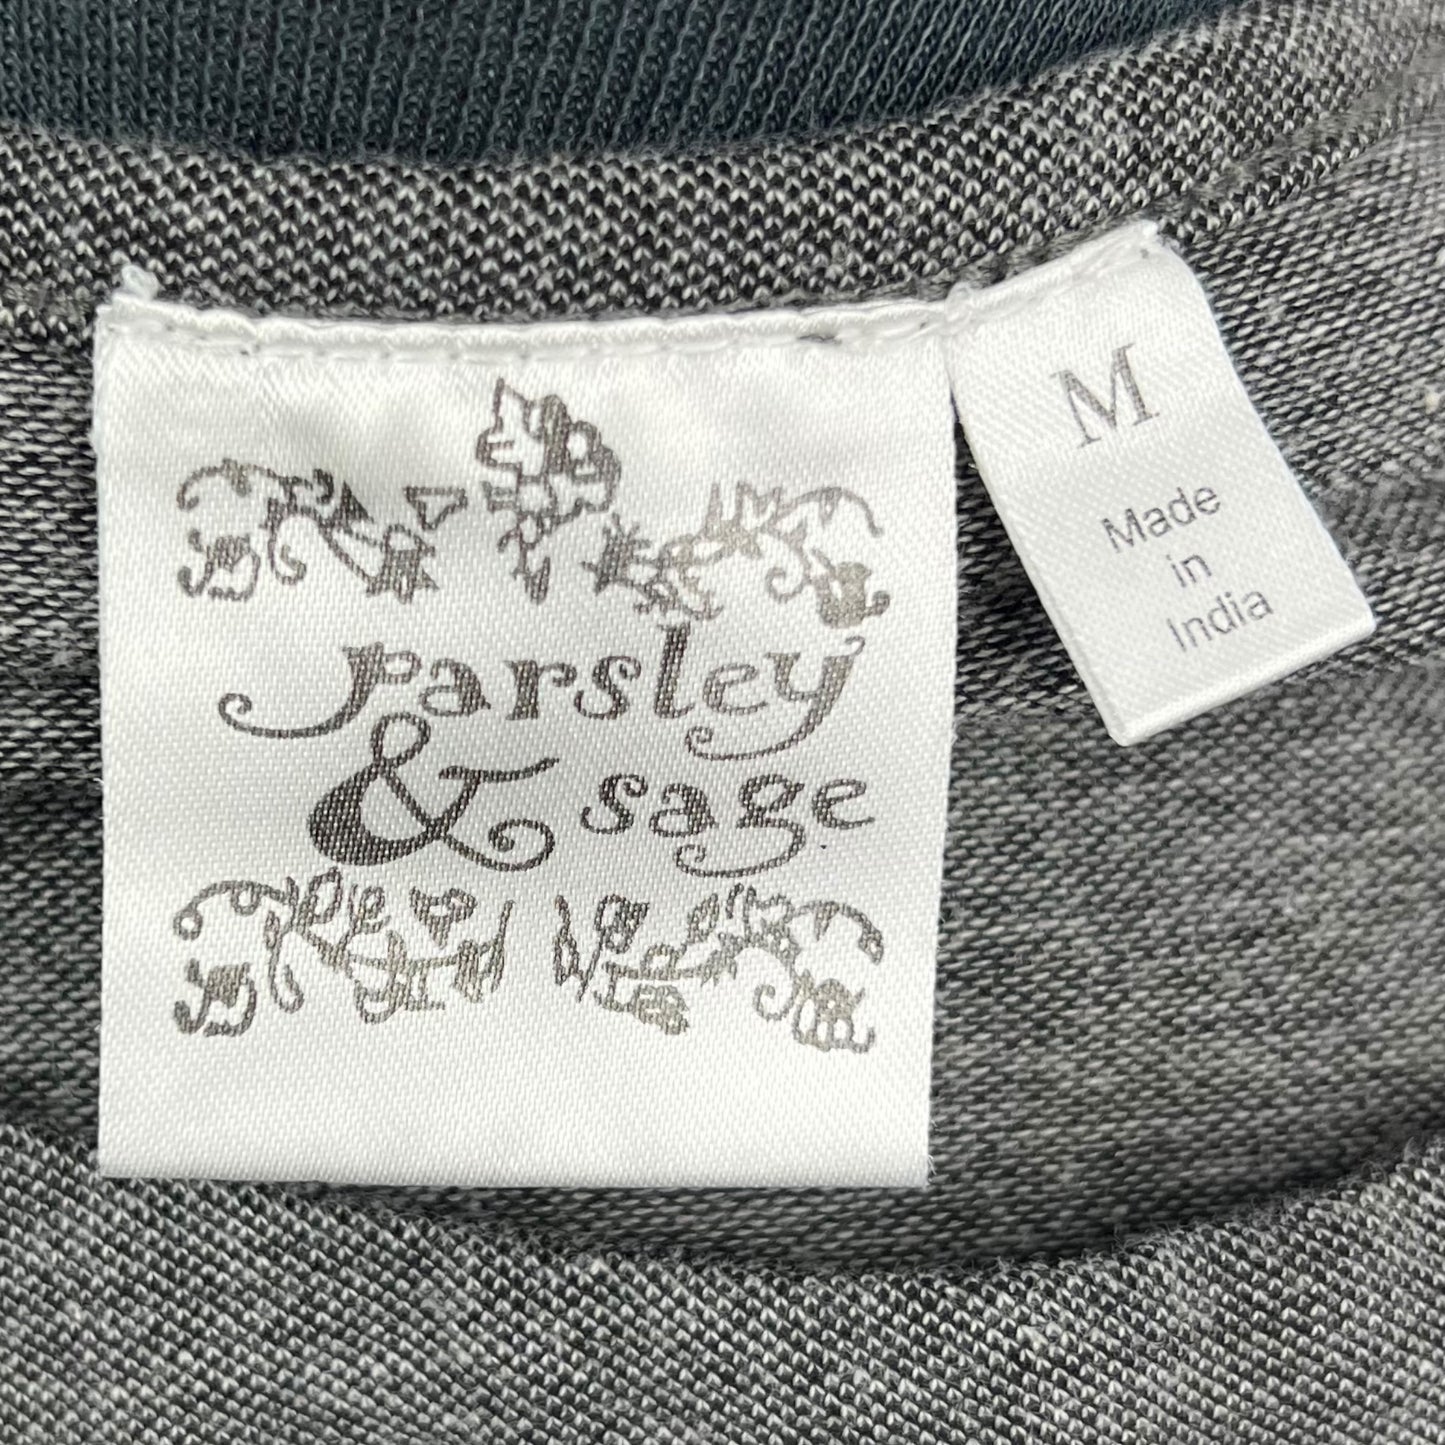 Parsley
& sage
M
Made
in
India